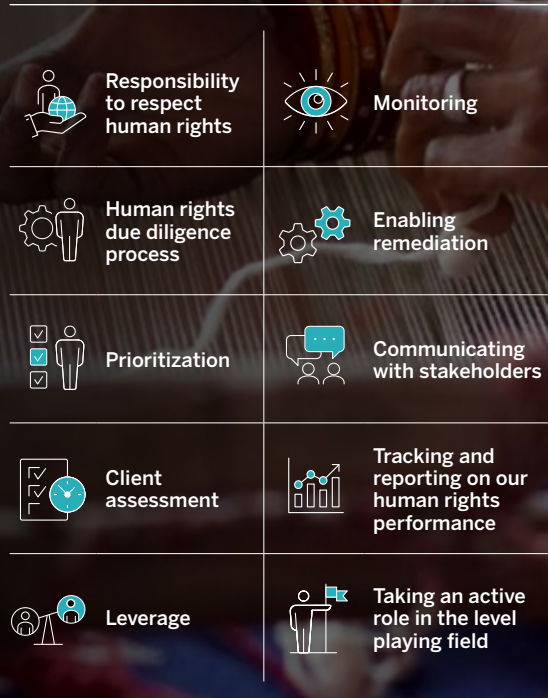 Responsibility
to respect
human rights
Monitoring
Human rights
due diligence
process
Enabling
remediation
Prioritization
Communicating
with stakeholders
Client
assessment
Tracking and
reporting on our
human rights
performance
Leverage
Taking an active
role in the level
playing field